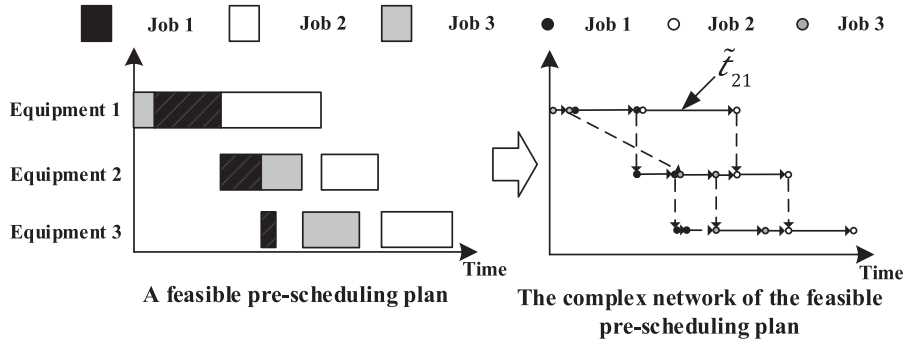 Job 1 Job 2 Job 3 Job 1 Job 2 Job 3
t̃21
Equipment 1
Equipment 2
Equipment 3
Time Time
A feasible pre-scheduling plan
The complex network of the feasible
pre-scheduling plan